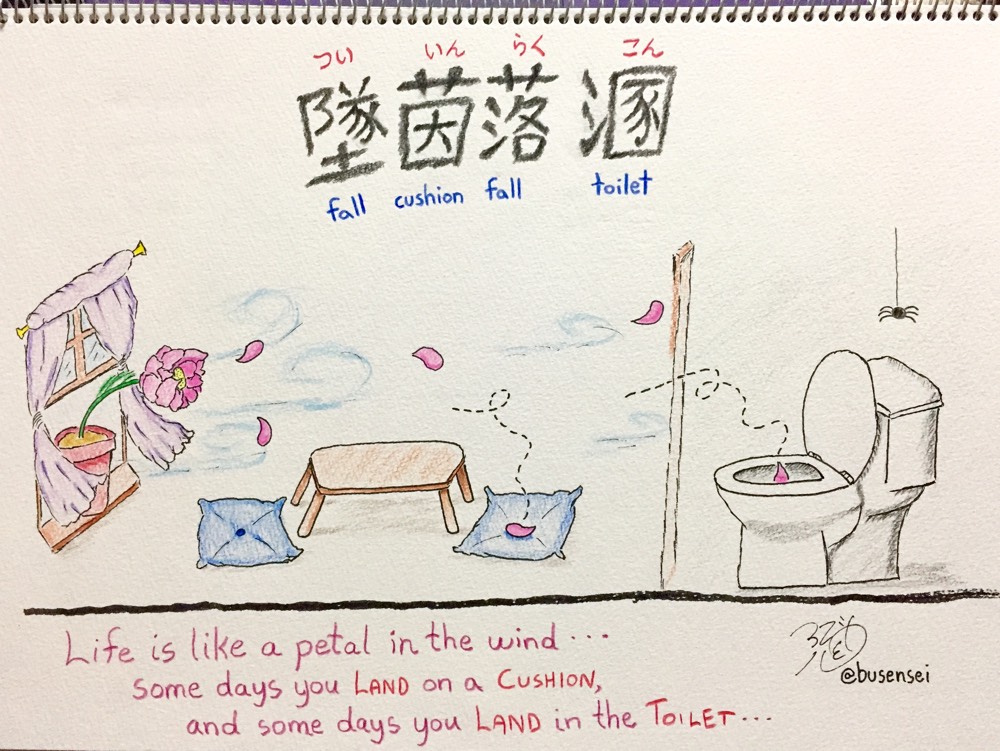 つい いん らく こん
墜茵落溷
fall cushion fall toilet
Life is like a petal in the wind...
some days you LAND on a CUSHION,
and some days you LAND in the TOILET...
@busensei